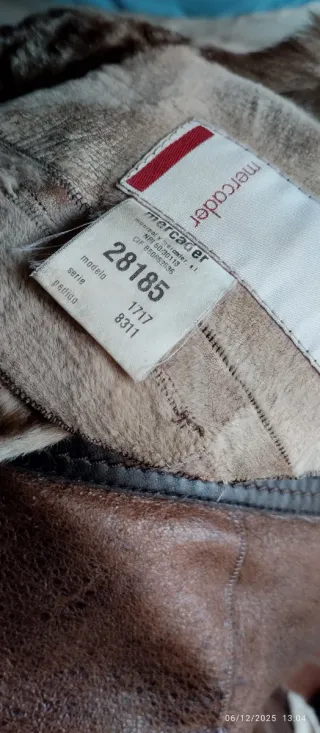 mercader
mercader
28185
modelo
serie 1717
pedido 8311
06/12/2025 13:04